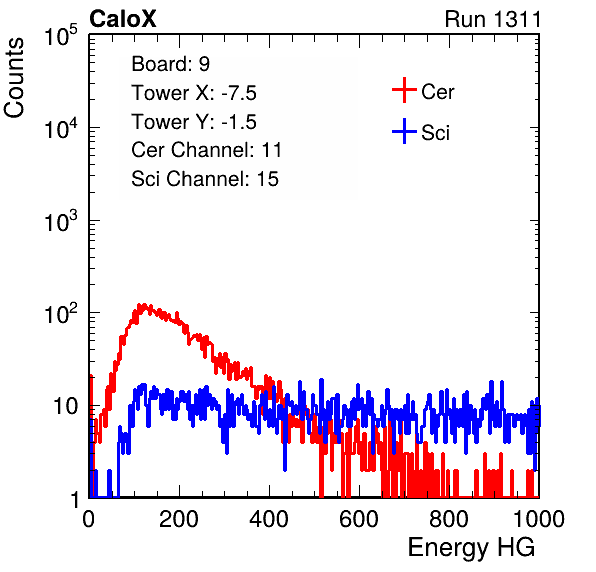 CaloX Run 1311
Counts
10^5
10^4
10^3
10^2
10
1
Board: 9
Tower X: -7.5
Tower Y: -1.5
Cer Channel: 11
Sci Channel: 15
Cer
Sci
0 200 400 600 800 1000
Energy HG